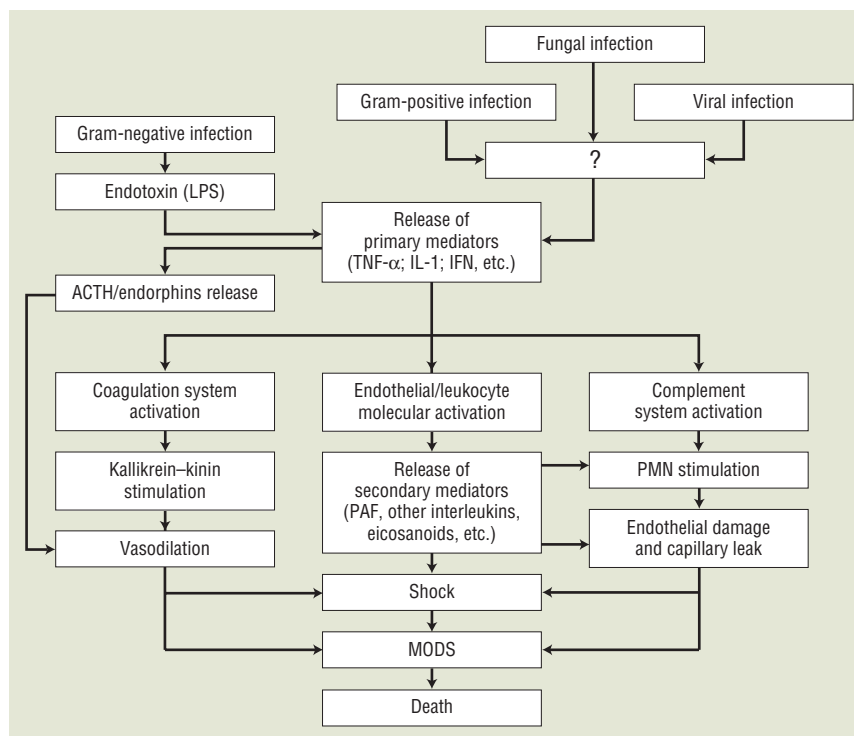 Fungal infection
Gram-positive infection
Viral infection
Gram-negative infection
?
Endotoxin (LPS)
Release of
primary mediators
(TNF-α; IL-1; IFN, etc.)
ACTH/endorphins release
Coagulation system
activation
Endothelial/leukocyte
molecular activation
Complement
system activation
Kallikrein–kinin
stimulation
Release of
secondary mediators
(PAF, other interleukins,
eicosanoids, etc.)
PMN stimulation
Vasodilation
Endothelial damage
and capillary leak
Shock
MODS
Death